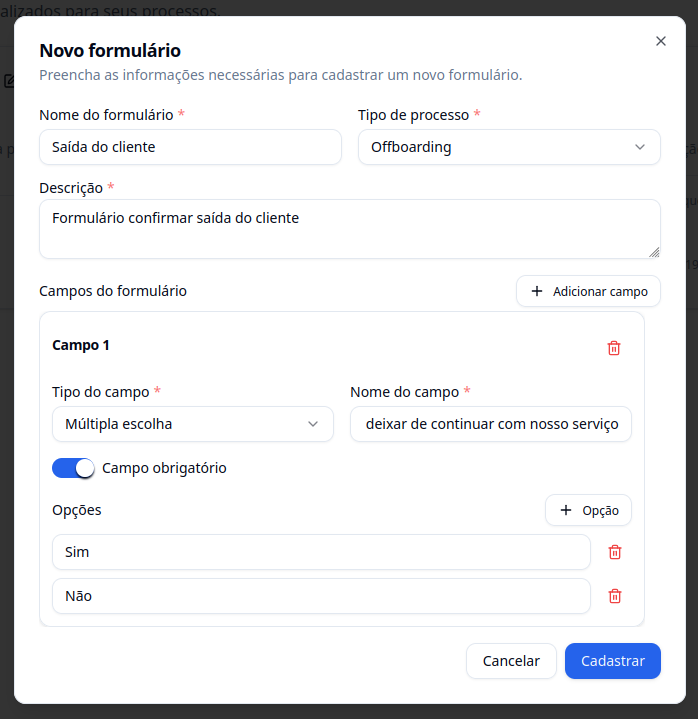 alizados para seus processos.
Novo formulário
Preencha as informações necessárias para cadastrar um novo formulário.
Nome do formulário * Tipo de processo *
Saída do cliente Offboarding
Descrição *
Formulário confirmar saída do cliente
Campos do formulário + Adicionar campo
Campo 1
Tipo do campo * Nome do campo *
Múltipla escolha deixar de continuar com nosso serviço
Campo obrigatório
Opções + Opção
Sim
Não
Cancelar Cadastrar